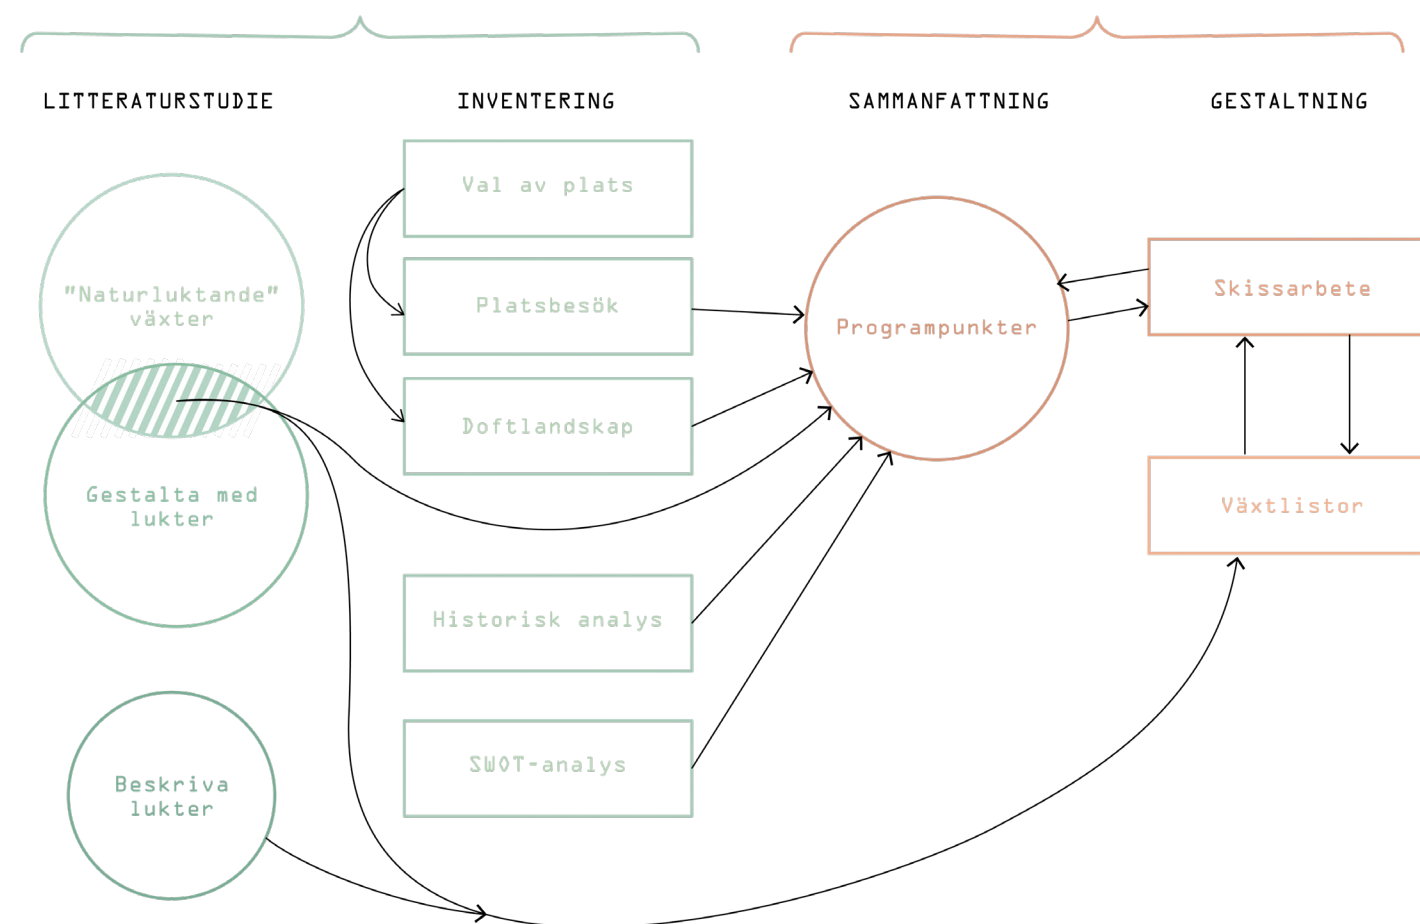 LITTERATURSTUDIE
INVENTERING
SAMMANFATTNING
GESTALTNING
"Naturluktande"
växter
Gestalta med
lukter
Beskriva
lukter
Val av plats
Platsbesök
Doftlandskap
Historisk analys
SWOT-analys
Programpunkter
Skissarbete
Växtlistor